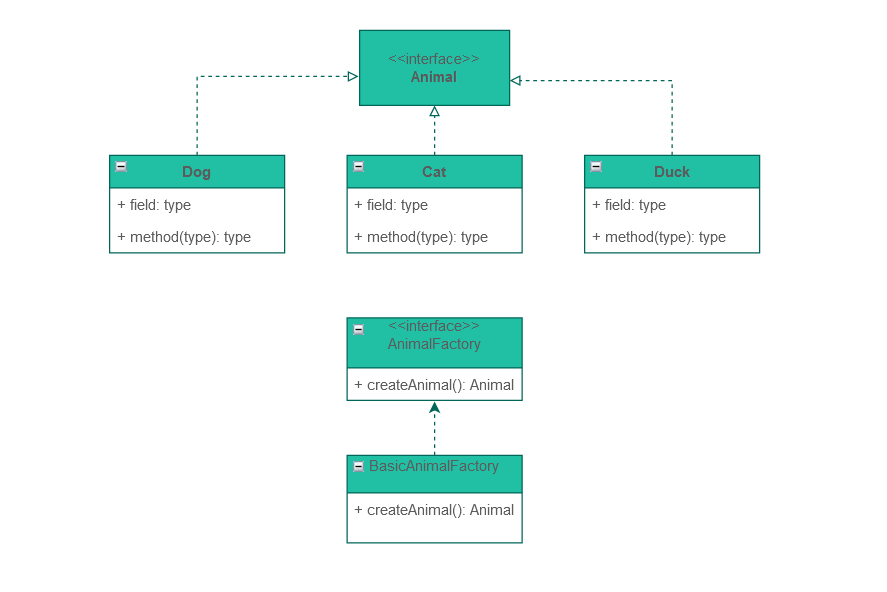 <<interface>>
Animal
Dog
+ field: type
+ method(type): type
Cat
+ field: type
+ method(type): type
Duck
+ field: type
+ method(type): type
<<interface>>
AnimalFactory
+ createAnimal(): Animal
BasicAnimalFactory
+ createAnimal(): Animal